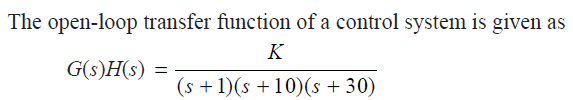 The open-loop transfer function of a control system is given as
G(s)H(s) = K / (s + 1)(s + 10)(s + 30)